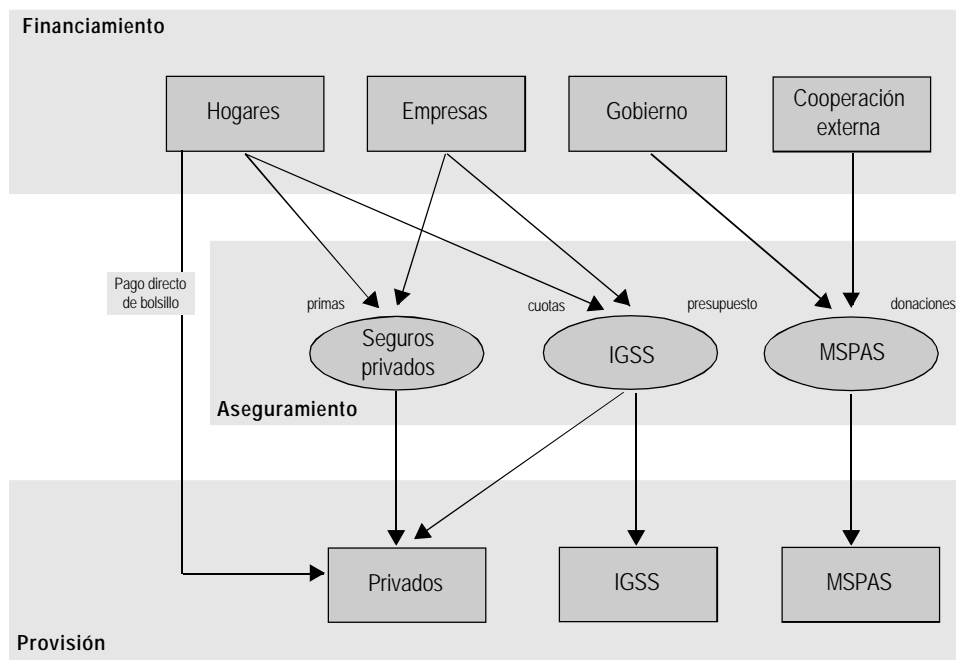 Financiamiento
Hogares
Empresas
Gobierno
Cooperación
externa
Pago directo
de bolsillo
primas
cuotas
presupuesto
donaciones
Seguros
privados
IGSS
MSPAS
Aseguramiento
Privados
IGSS
MSPAS
Provisión